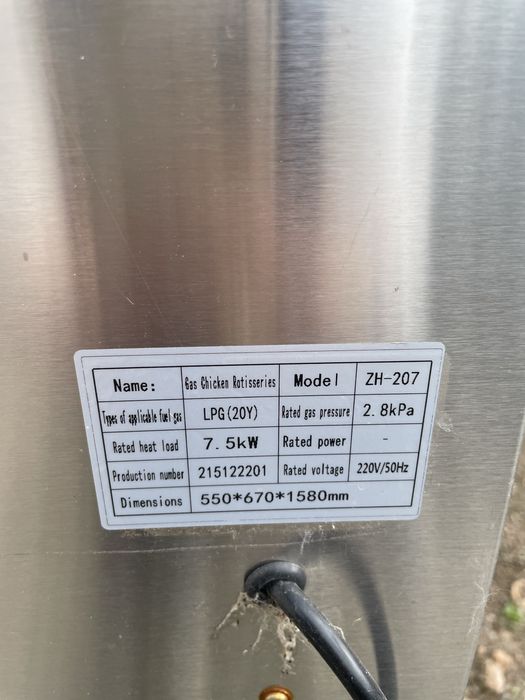 Name: Gas Chicken Rotisseries Model ZH-207
Types of applicable fuel gas LPG(20Y) Rated gas pressure 2.8kPa
Rated heat load 7.5kW Rated power -
Production number 215122201 Rated voltage 220V/50Hz
Dimensions 550*670*1580mm